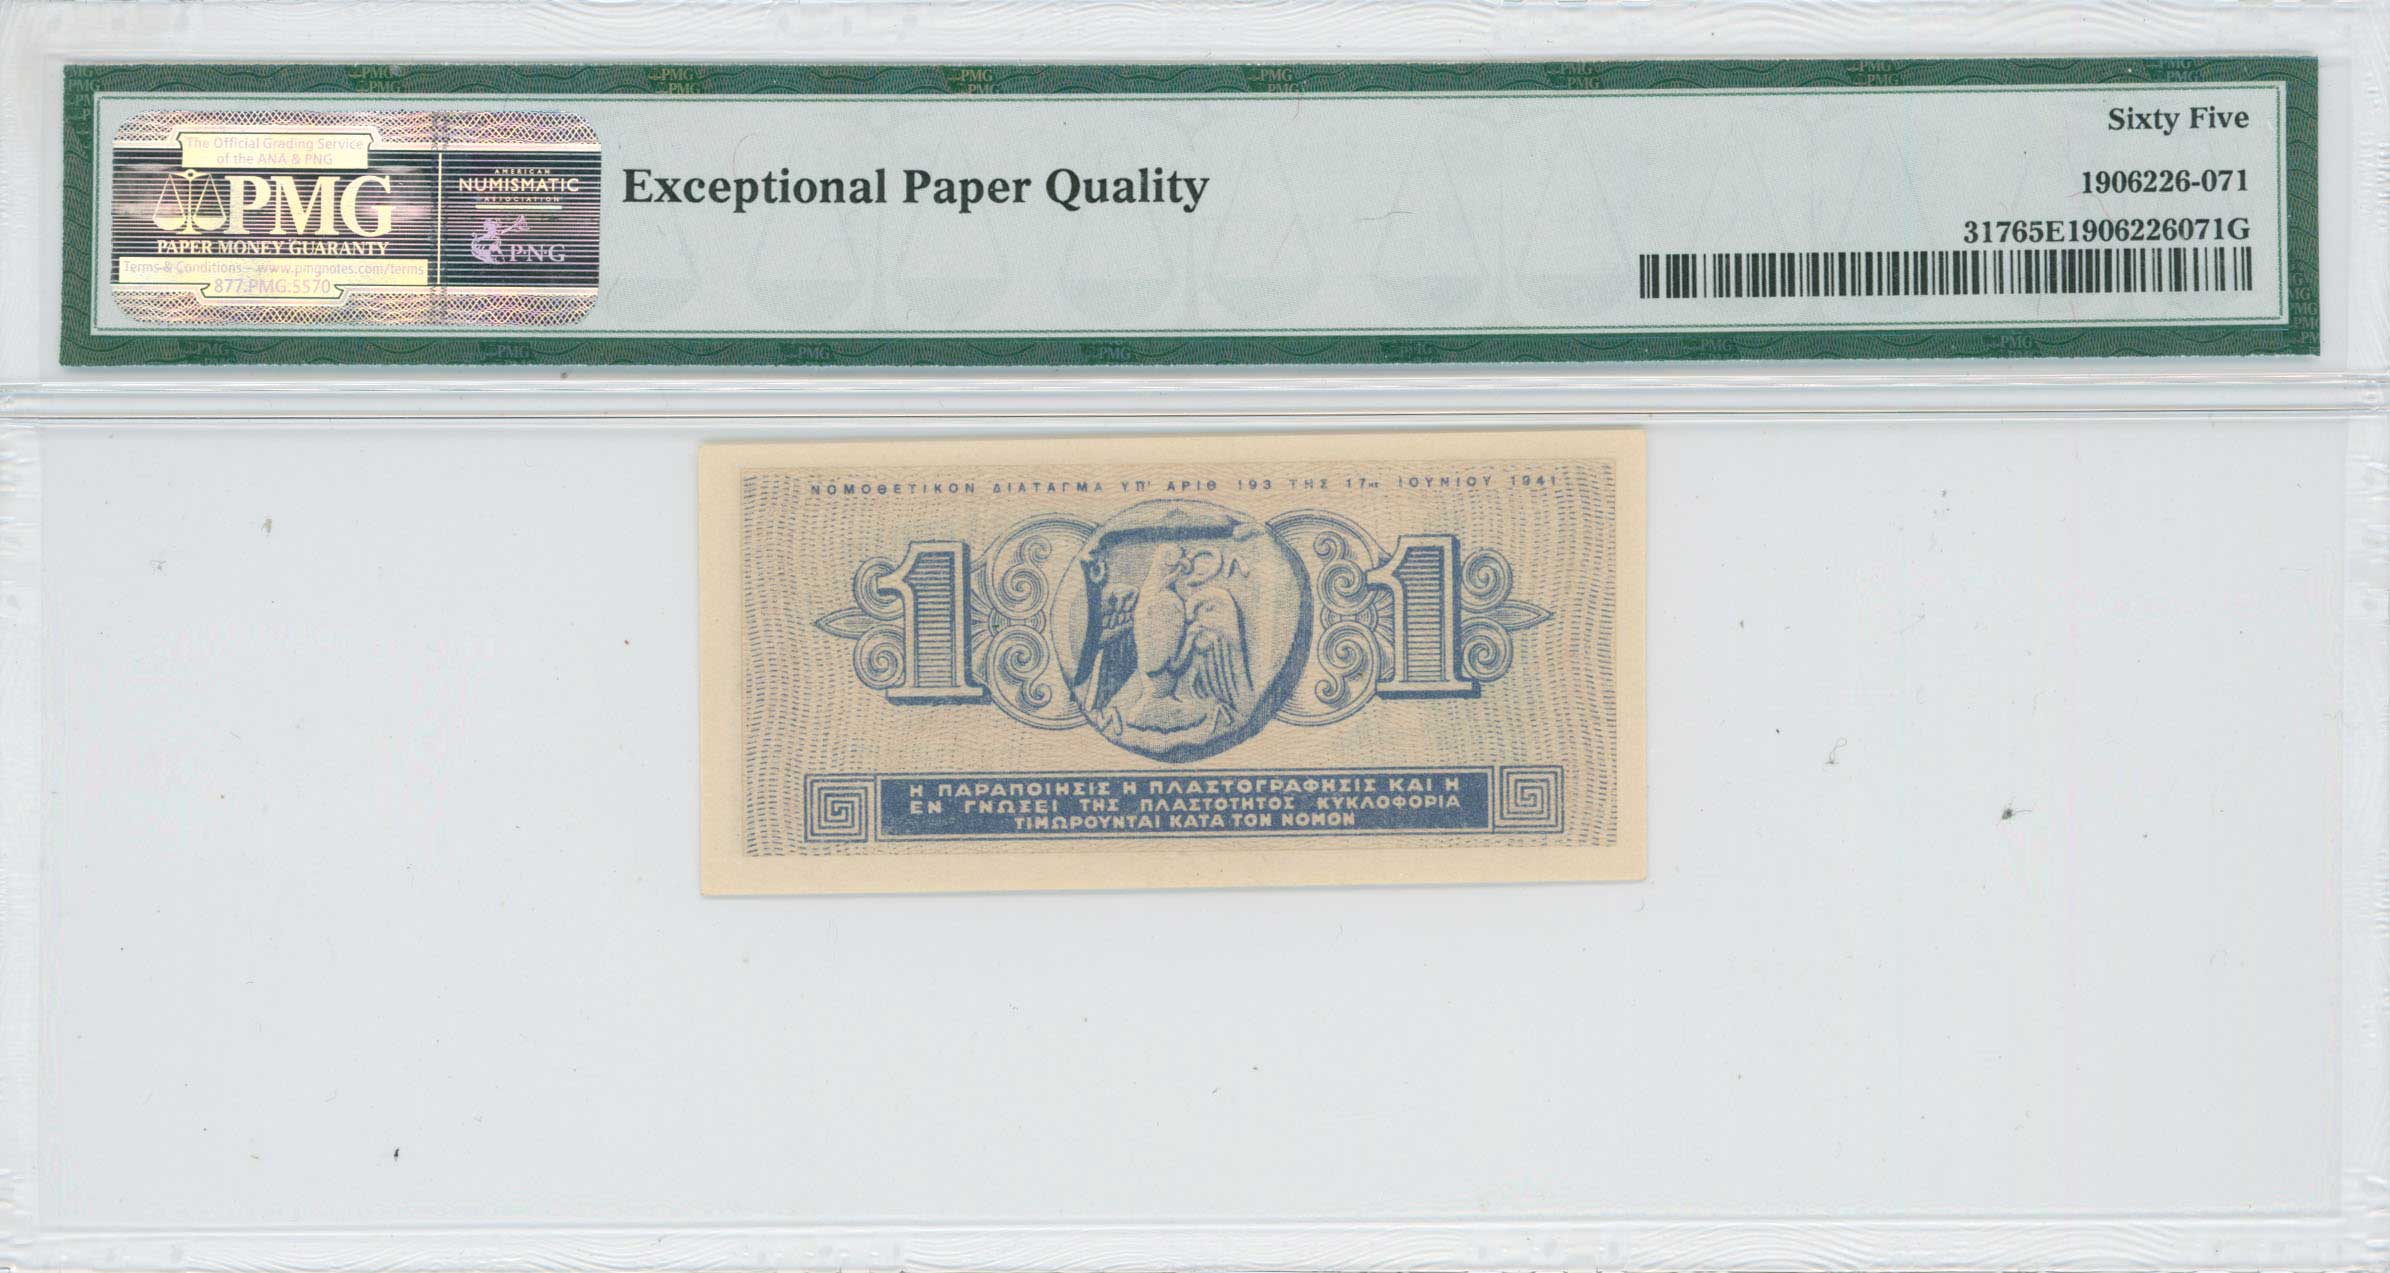 The Official Grading Service
of the ANA & PNG
PMG
PAPER MONEY GUARANTY
Terms & Conditions - www.pmgnotes.com/terms
877.PMG.5570
AMERICAN
NUMISMATIC
ASSOCIATION
P·N·G
Exceptional Paper Quality
Sixty Five
1906226-071
31765E1906226071G
ΝΟΜΟΘΕΤΙΚΟΝ ΔΙΑΤΑΓΜΑ ΥΠ' ΑΡΙΘ 193 ΤΗΣ 17ης ΙΟΥΝΙΟΥ 1941
1 1
Η ΠΑΡΑΠΟΙΗΣΙΣ Η ΠΛΑΣΤΟΓΡΑΦΗΣΙΣ ΚΑΙ Η
ΕΝ ΓΝΩΣΕΙ ΤΗΣ ΠΛΑΣΤΟΤΗΤΟΣ ΚΥΚΛΟΦΟΡΙΑ
ΤΙΜΩΡΟΥΝΤΑΙ ΚΑΤΑ ΤΟΝ ΝΟΜΟΝ